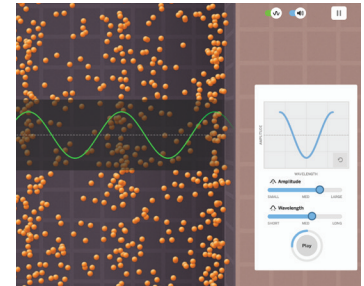 AMPLITUDE
WAVELENGTH
Amplitude
SMALL MED LARGE
Wavelength
SHORT MED LONG
Play